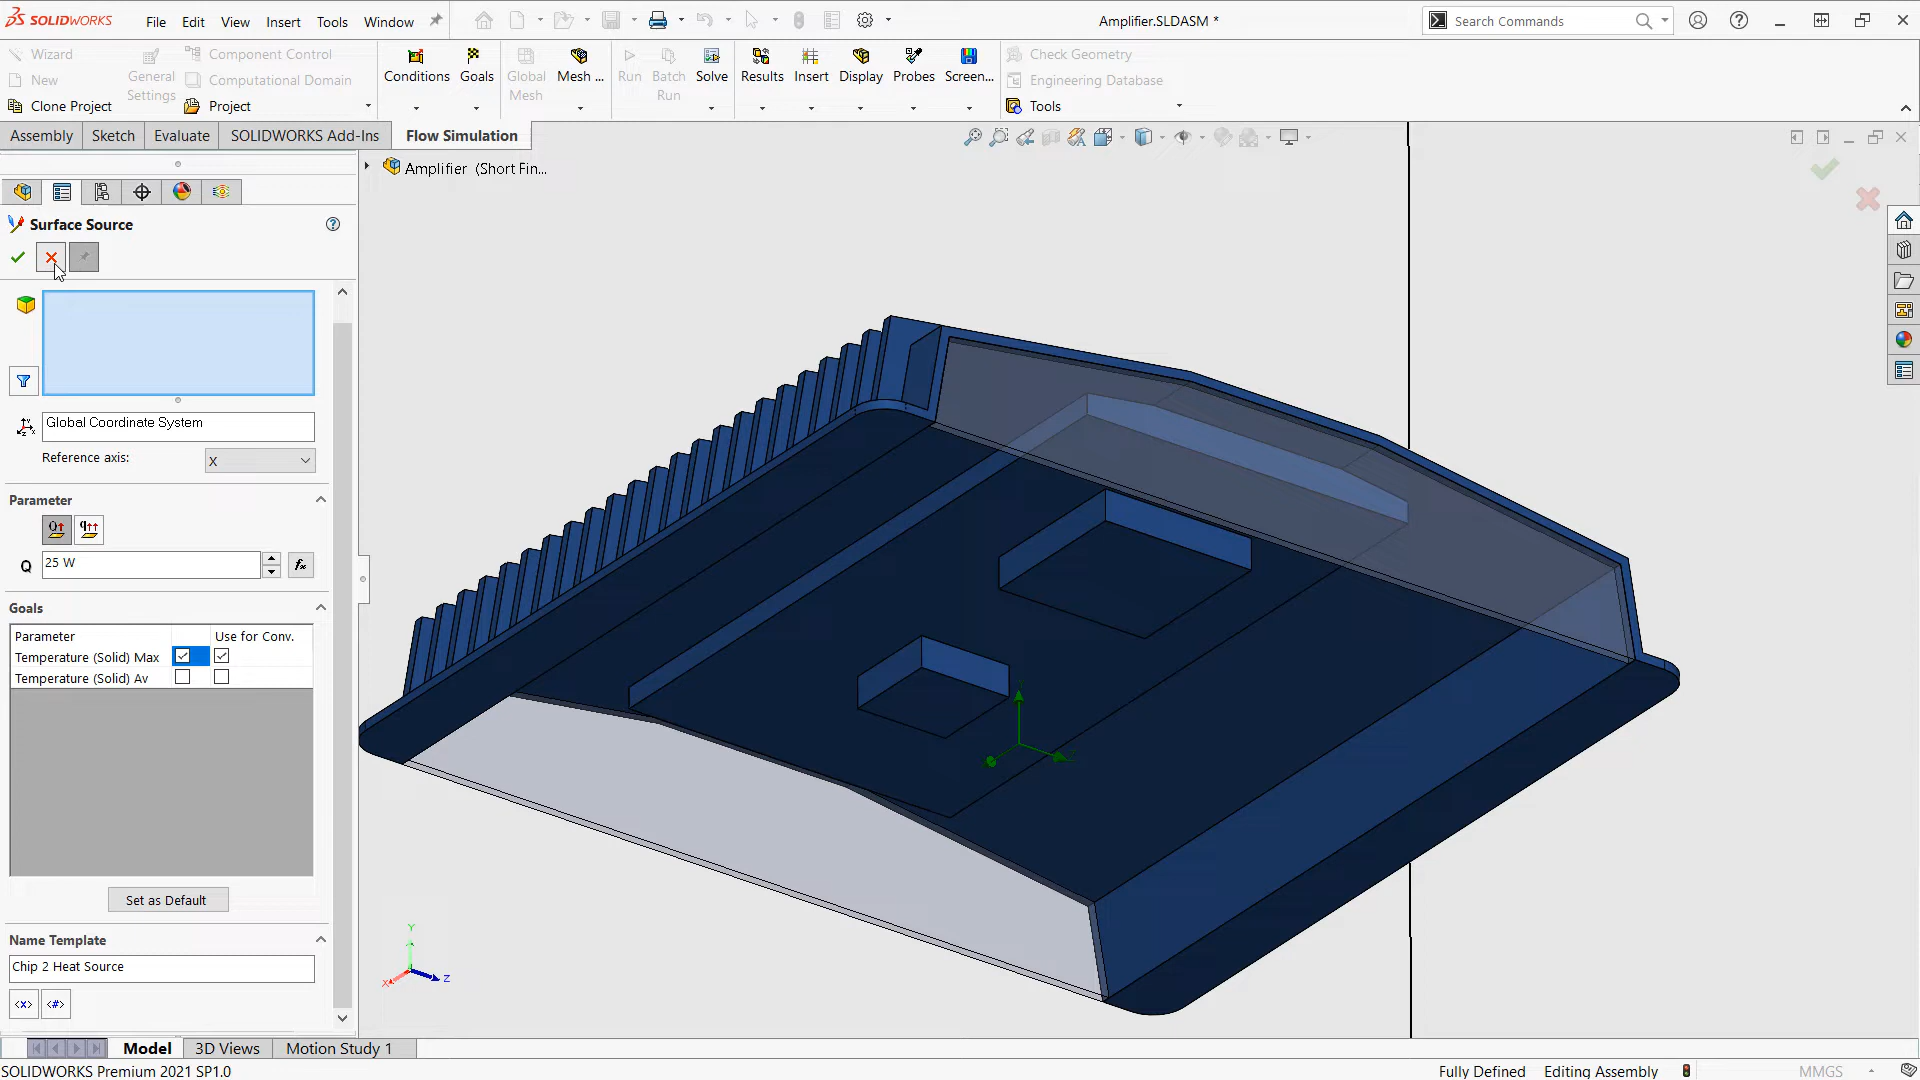 SOLIDWORKS File Edit View Insert Tools Window Amplifier.SLDASM * Search Commands
Wizard General Settings Component Control Conditions Goals Global Mesh Mesh ... Run Batch Run Solve Results Insert Display Probes Screen... Check Geometry
New Computational Domain Engineering Database
Clone Project Project Tools
Assembly Sketch Evaluate SOLIDWORKS Add-Ins Flow Simulation
Amplifier (Short Fin...
Surface Source
Global Coordinate System
Reference axis: X
Parameter
Q 25 W
Goals
Parameter Use for Conv.
Temperature (Solid) Max
Temperature (Solid) Av
Set as Default
Name Template
Chip 2 Heat Source
<x> <#>
Y
X Z
Model 3D Views Motion Study 1
SOLIDWORKS Premium 2021 SP1.0 Fully Defined Editing Assembly MMGS